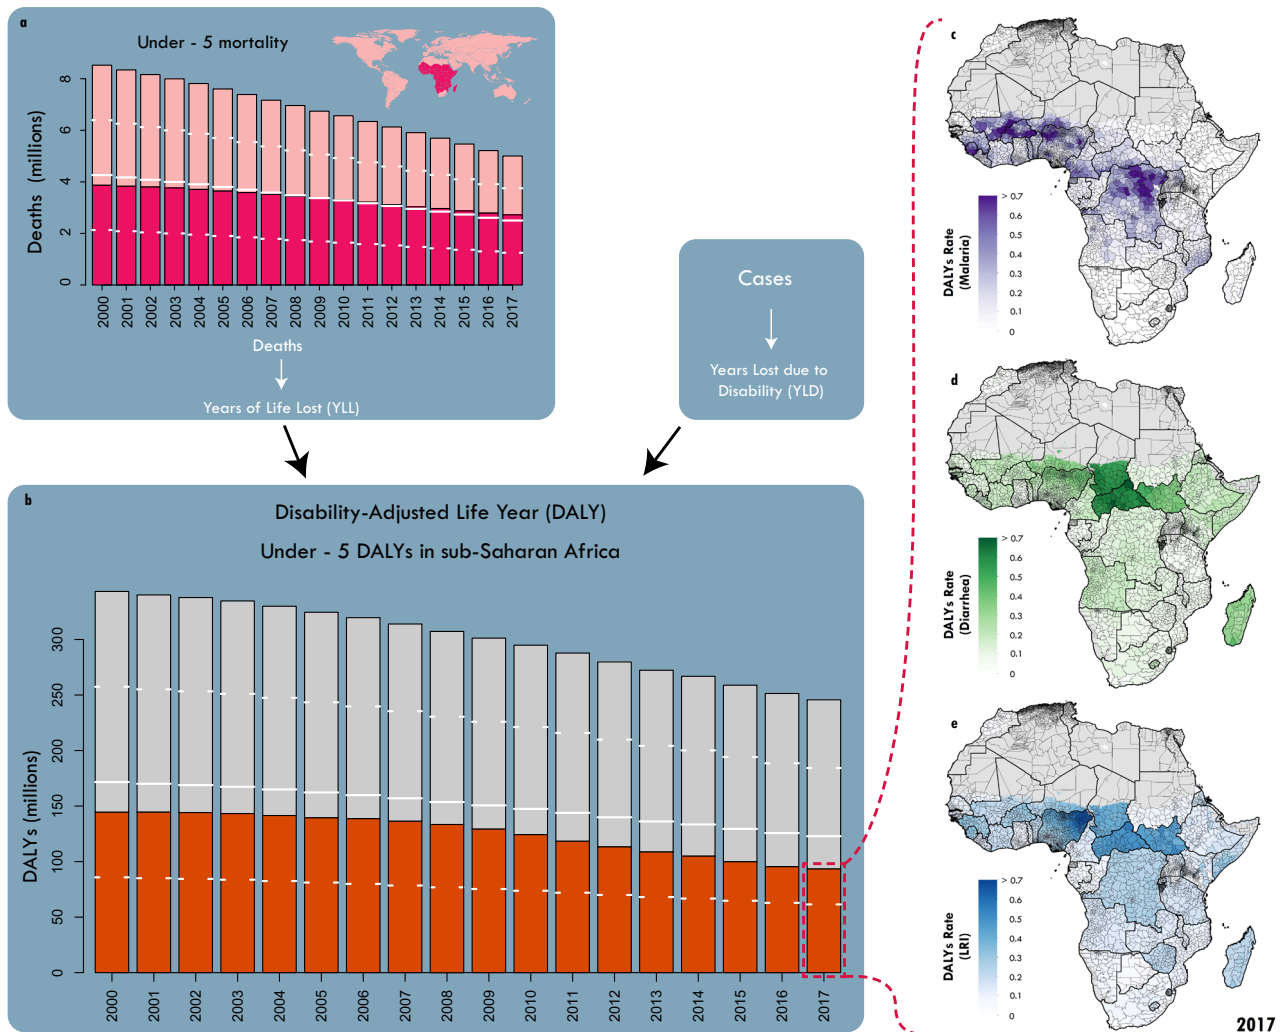 a
Under - 5 mortality
Deaths (millions)
8
6
4
2
0
2000 2001 2002 2003 2004 2005 2006 2007 2008 2009 2010 2011 2012 2013 2014 2015 2016 2017
Deaths
Years of Life Lost (YLL)
Cases
Years Lost due to
Disability (YLD)
b
Disability-Adjusted Life Year (DALY)
Under - 5 DALYs in sub-Saharan Africa
DALYs (millions)
300
250
200
150
100
50
0
2000 2001 2002 2003 2004 2005 2006 2007 2008 2009 2010 2011 2012 2013 2014 2015 2016 2017
c
DALYs Rate
(Malaria)
> 0.7
0.6
0.5
0.4
0.3
0.2
0.1
0
d
DALYs Rate
(Diarrhea)
> 0.7
0.6
0.5
0.4
0.3
0.2
0.1
0
e
DALYs Rate
(LRI)
> 0.7
0.6
0.5
0.4
0.3
0.2
0.1
0
2017